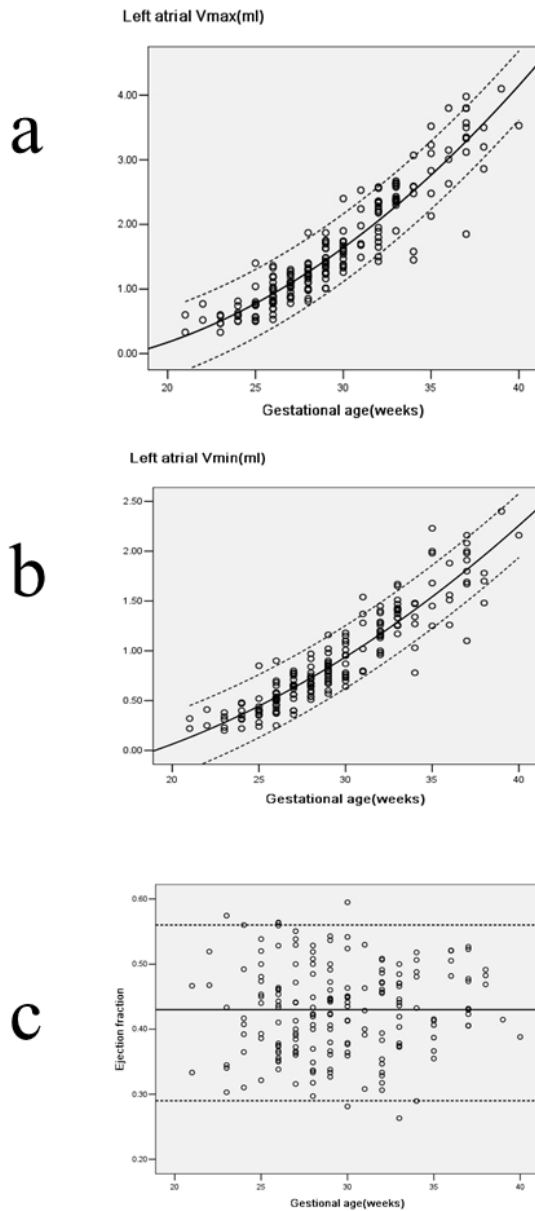 Left atrial Vmax(ml)
a
4.00
3.00
2.00
1.00
0.00
20 25 30 35 40
Gestational age(weeks)
Left atrial Vmin(ml)
b
2.50
2.00
1.50
1.00
0.50
0.00
20 25 30 35 40
Gestational age(weeks)
c
Ejection fraction
0.60
0.50
0.40
0.30
0.20
20 25 30 35 40
Gestional age(weeks)